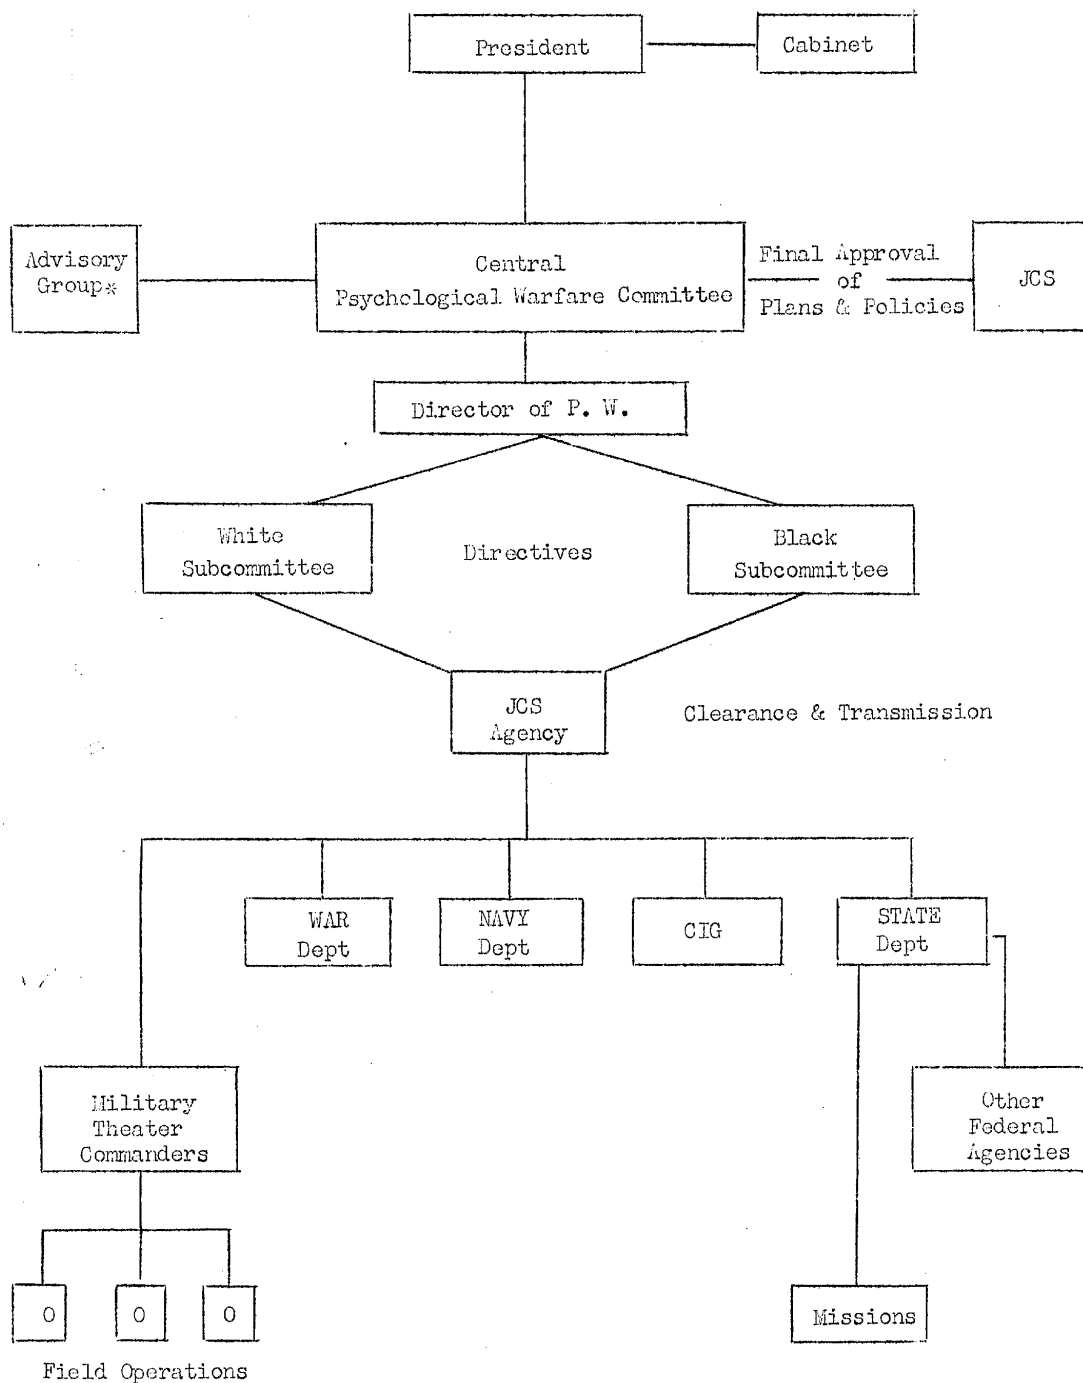 President
Cabinet
Advisory
Group*
Central
Psychological Warfare Committee
Final Approval
of
Plans & Policies
JCS
Director of P. W.
White
Subcommittee
Directives
Black
Subcommittee
JCS
Agency
Clearance & Transmission
WAR
Dept
NAVY
Dept
CIG
STATE
Dept
Military
Theater
Commanders
Other
Federal
Agencies
O
O
O
Missions
Field Operations